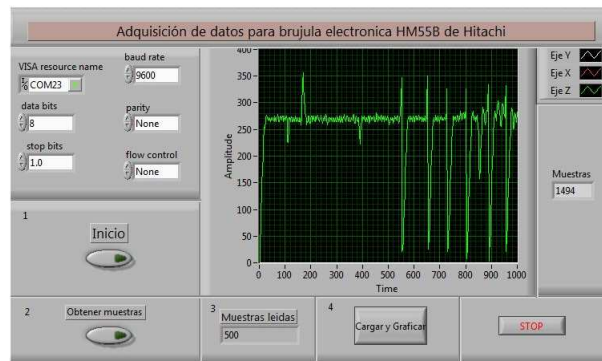 Adquisición de datos para brujula electronica HM55B de Hitachi
VISA resource name
COM23
baud rate
9600
data bits
8
parity
None
stop bits
1.0
flow control
None
1
Inicio
2
Obtener muestras
Amplitude
400
350
300
250
200
150
100
50
0
0 100 200 300 400 500 600 700 800 900 1000
Time
Eje Y
Eje X
Eje Z
Muestras
1494
3
Muestras leidas
500
4
Cargar y Graficar
STOP